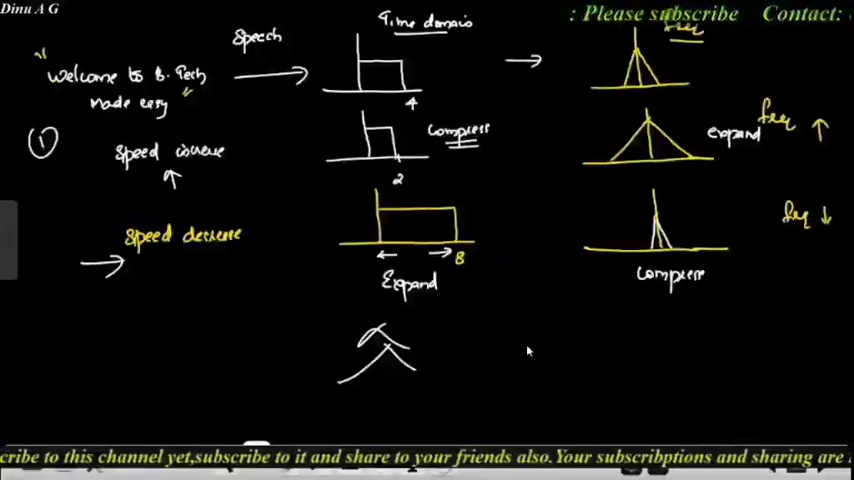 Dinu A G
: Please subscribe Contact:
Time domain
freq
Speech
" Welcome to B.Tech
made easy "
4
1
Speed increase
Compress
2
expand
freq ↑
Speed decrease
8
freq ↓
Expand
Compress
cribe to this channel yet,subscribe to it and share to your friends also.Your subscribptions and sharing are